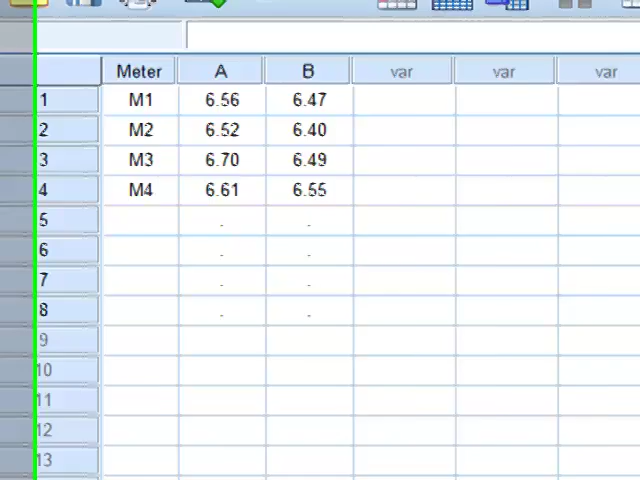 Meter A B var var var
1 M1 6.56 6.47
2 M2 6.52 6.40
3 M3 6.70 6.49
4 M4 6.61 6.55
5 . .
6 . .
7 . .
8 . .
9
10
11
12
13